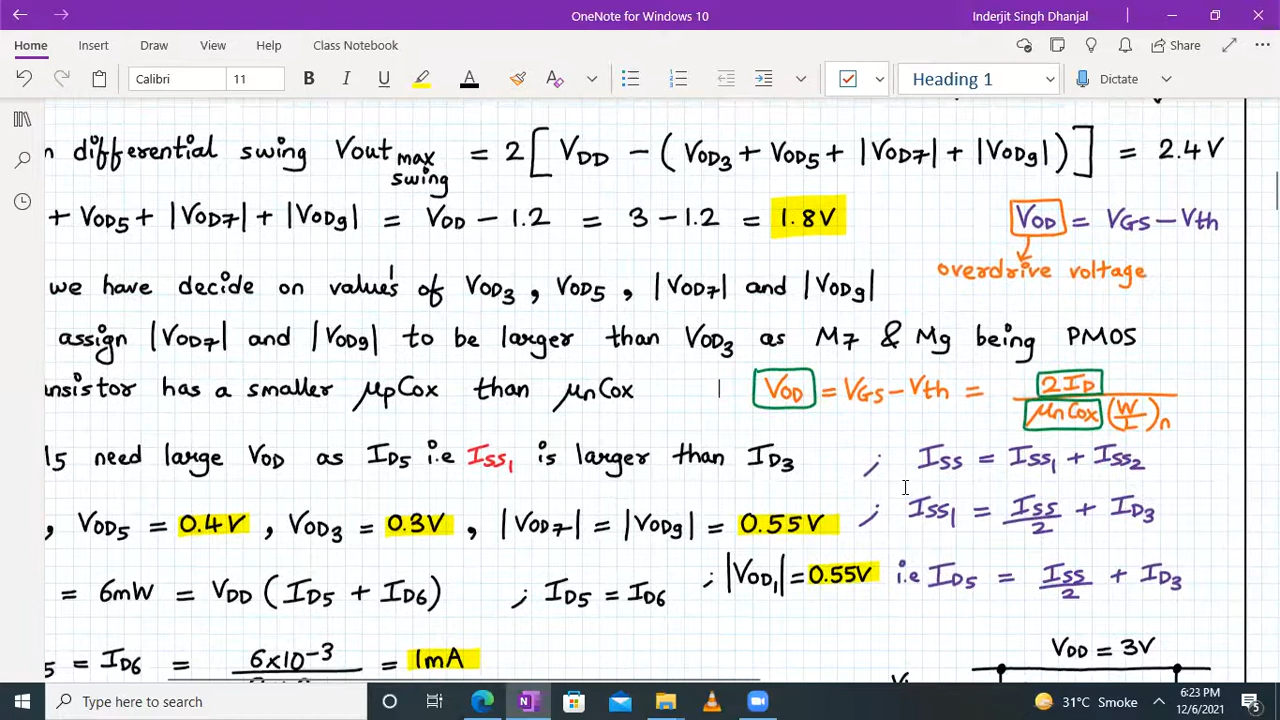 OneNote for Windows 10
Inderjit Singh Dhanjal
Home Insert Draw View Help Class Notebook
Share
Calibri 11 B I U A Heading 1 Dictate
n differential swing Vout max swing = 2[VDD - (VOD3 + VOD5 + |VOD7| + |VOD9|)] = 2.4V
+ VOD5 + |VOD7| + |VOD9| = VDD - 1.2 = 3 - 1.2 = 1.8V
VOD = VGS - Vth
overdrive voltage
we have decide on values of VOD3, VOD5, |VOD7| and |VOD9|
assign |VOD7| and |VOD9| to be larger than VOD3 as M7 & M9 being PMOS
nsistor has a smaller μpCox than μnCox
VOD = VGS - Vth = 2ID / μnCox (W/L)n
15 need large VOD as ID5 i.e ISS1 is larger than ID3 ; ISS = ISS1 + ISS2
; ISS1 = ISS/2 + ID3
, VOD5 = 0.4V, VOD3 = 0.3V, |VOD7| = |VOD9| = 0.55V
; |VOD1| = 0.55V i.e ID5 = ISS/2 + ID3
= 6mW = VDD (ID5 + ID6) ; ID5 = ID6
5 = ID6 = 6x10-3 = 1mA
VDD = 3V
Type here to search
31°C Smoke
6:23 PM
12/6/2021
5